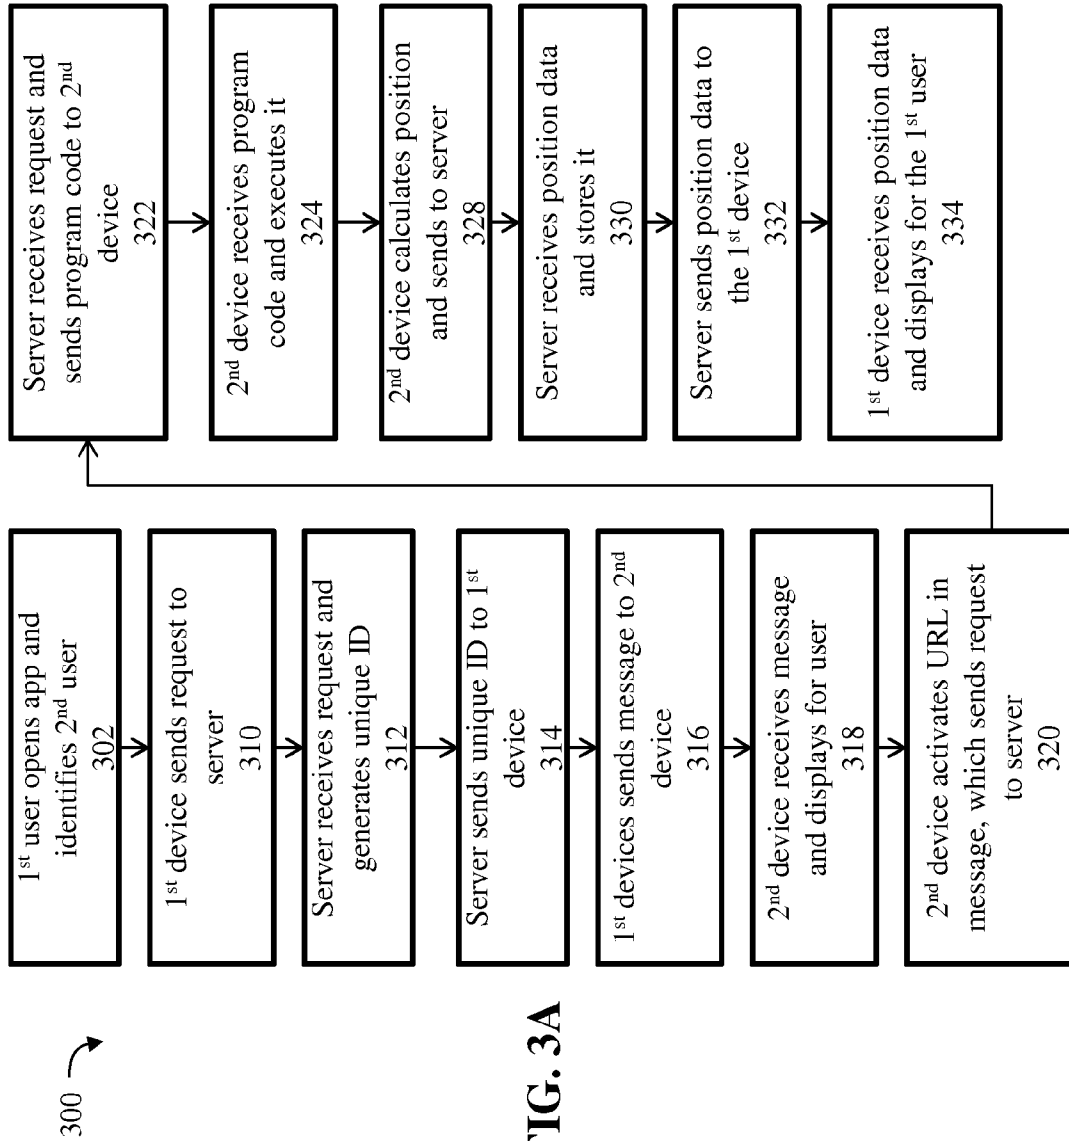 300
1st user opens app and
identifies 2nd user
302
1st device sends request to
server
310
Server receives request and
generates unique ID
312
Server sends unique ID to 1st
device
314
1st devices sends message to 2nd
device
316
2nd device receives message
and displays for user
318
2nd device activates URL in
message, which sends request
to server
320
Server receives request and
sends program code to 2nd
device
322
2nd device receives program
code and executes it
324
2nd device calculates position
and sends to server
328
Server receives position data
and stores it
330
Server sends position data to
the 1st device
332
1st device receives position data
and displays for the 1st user
334
FIG. 3A